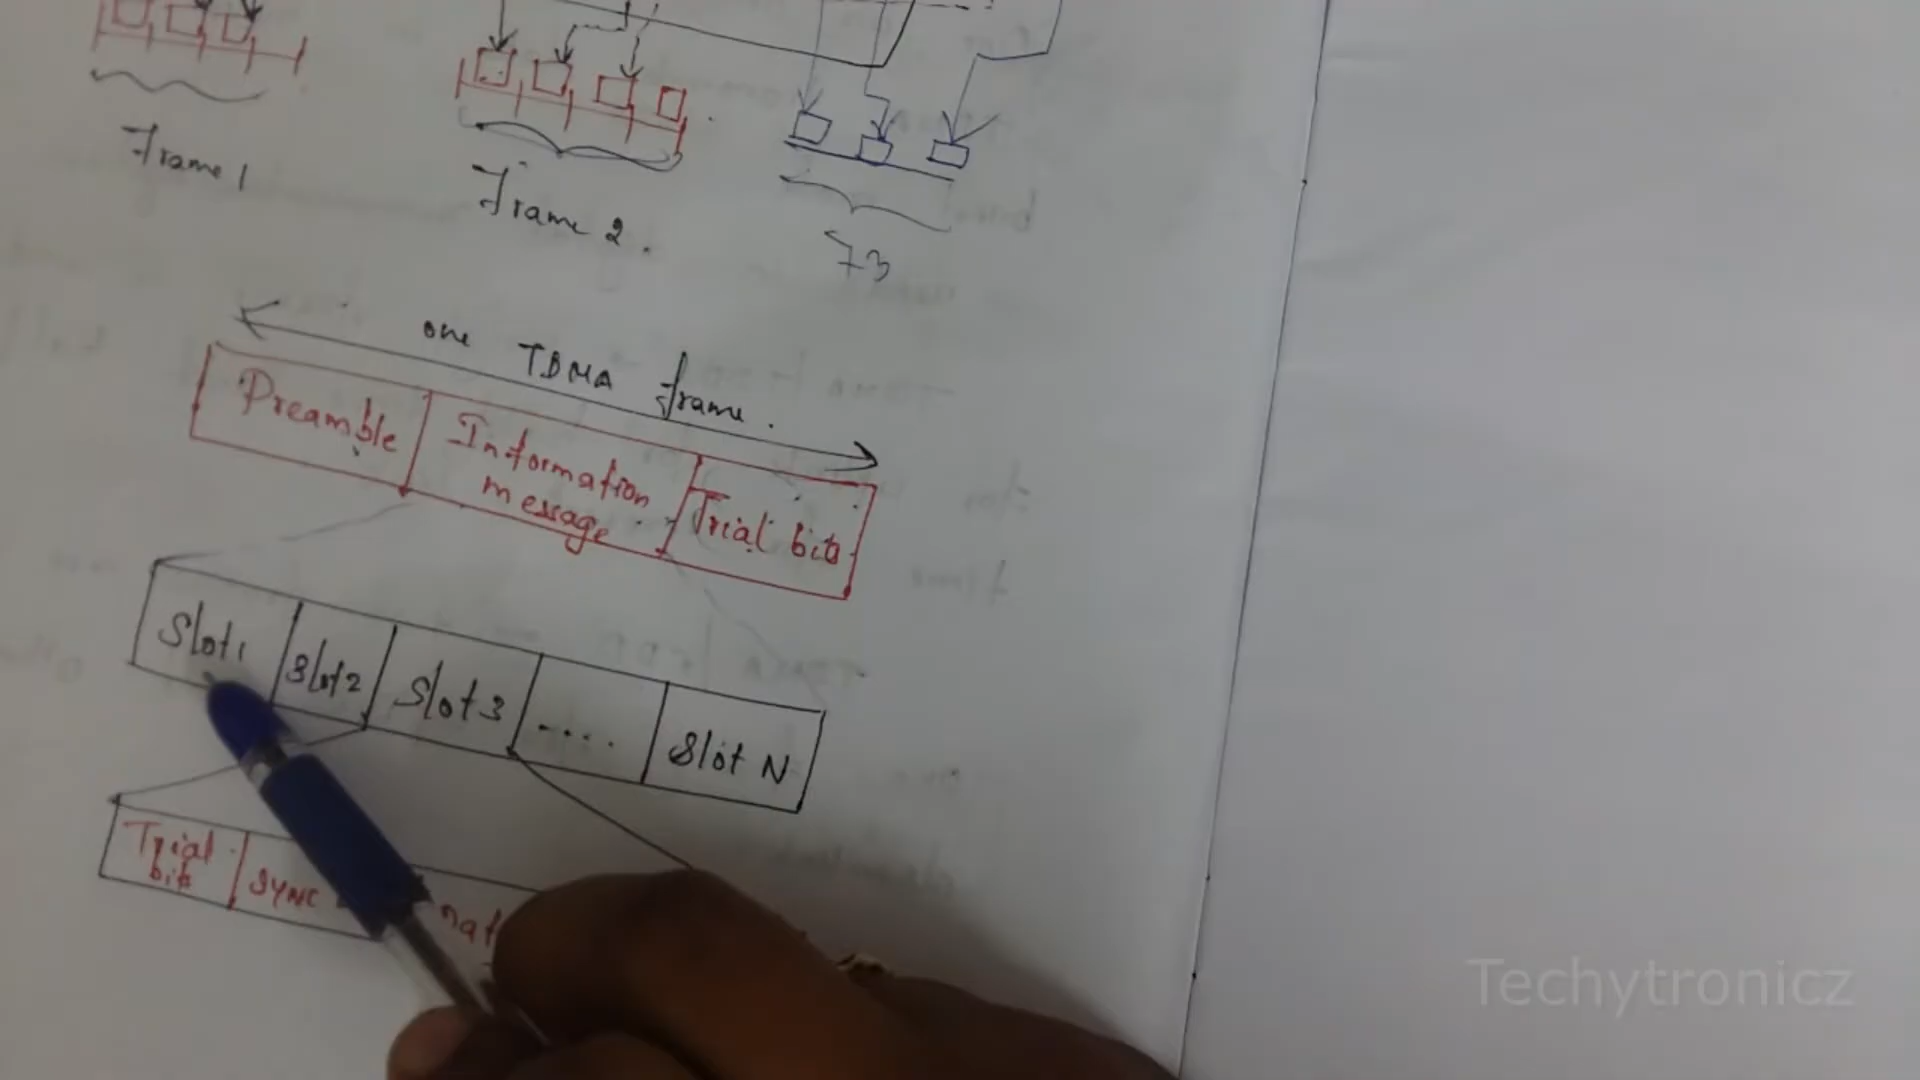 Frame 1
Frame 2.
F3
one TDMA frame.
Preamble
Information
message
Trial bits
Slot1
Slot2
Slot3
....
Slot N
Trial
bits
SYNC
Techytronicz